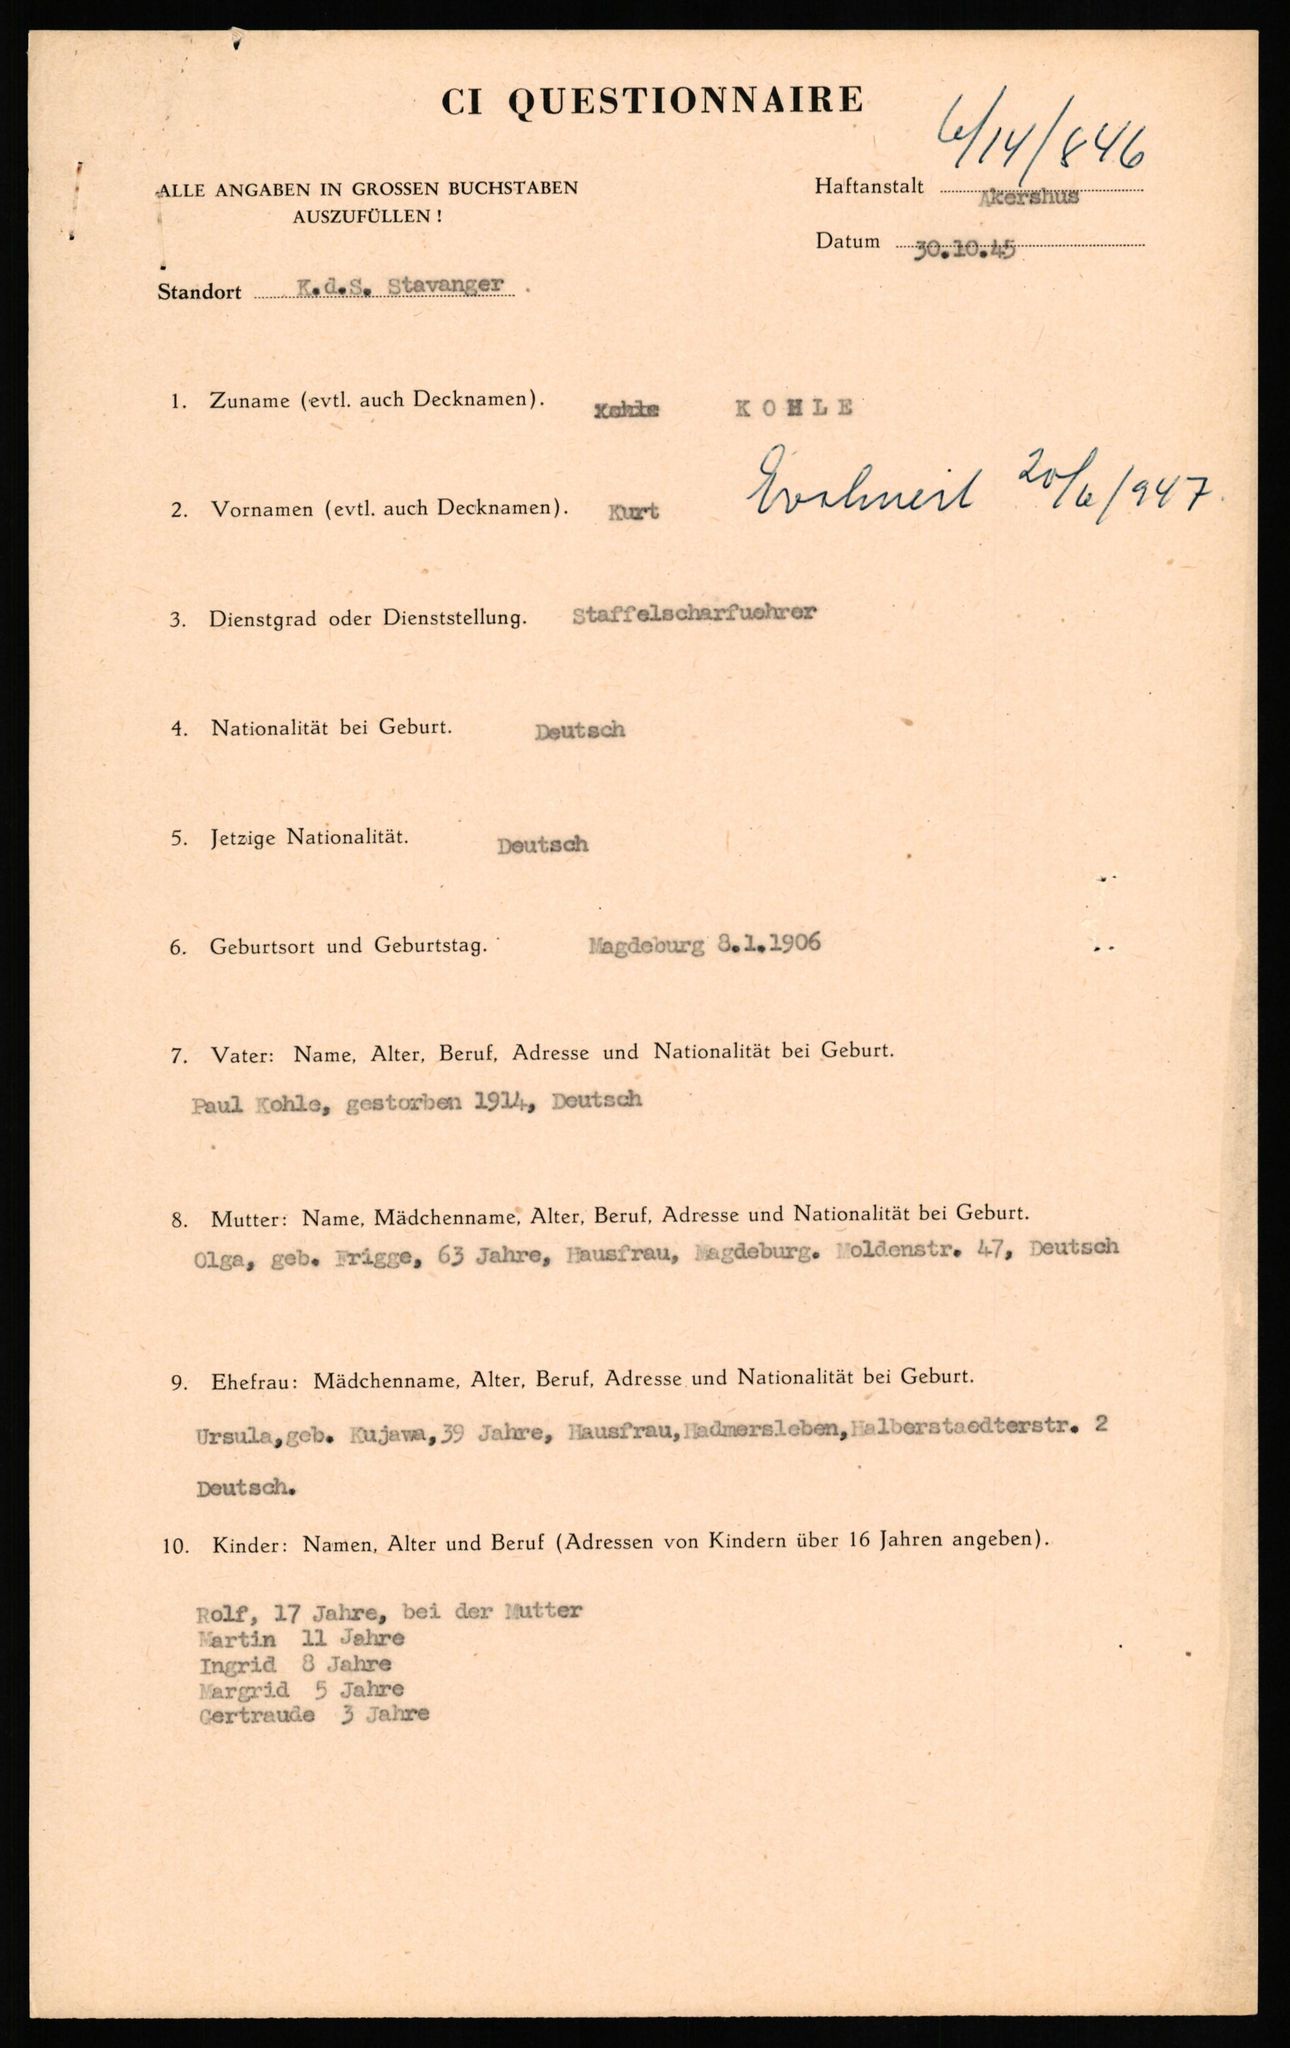 CI QUESTIONNAIRE
6/14/846
ALLE ANGABEN IN GROSSEN BUCHSTABEN
AUSZUFÜLLEN!
Haftanstalt Akershus
Datum 30.10.45
Standort K.d.S. Stavanger
1. Zuname (evtl. auch Decknamen). KOHLE
20/6/947.
2. Vornamen (evtl. auch Decknamen). Kurt
3. Dienstgrad oder Dienststellung. Staffelscharfuehrer
4. Nationalität bei Geburt. Deutsch
5. Jetzige Nationalität. Deutsch
6. Geburtsort und Geburtstag. Magdeburg 8.1.1906
7. Vater: Name, Alter, Beruf, Adresse und Nationalität bei Geburt.
Paul Kohle, gestorben 1914, Deutsch
8. Mutter: Name, Mädchenname, Alter, Beruf, Adresse und Nationalität bei Geburt.
Olga, geb. Frigge, 63 Jahre, Hausfrau, Magdeburg. Moldenstr. 47, Deutsch
9. Ehefrau: Mädchenname, Alter, Beruf, Adresse und Nationalität bei Geburt.
Ursula,geb. Kujawa,39 Jahre, Hausfrau,Hadmersleben,Halberstaedterstr. 2
Deutsch.
10. Kinder: Namen, Alter und Beruf (Adressen von Kindern über 16 Jahren angeben).
Rolf, 17 Jahre, bei der Mutter
Martin 11 Jahre
Ingrid 8 Jahre
Margrid 5 Jahre
Gertraude 3 Jahre